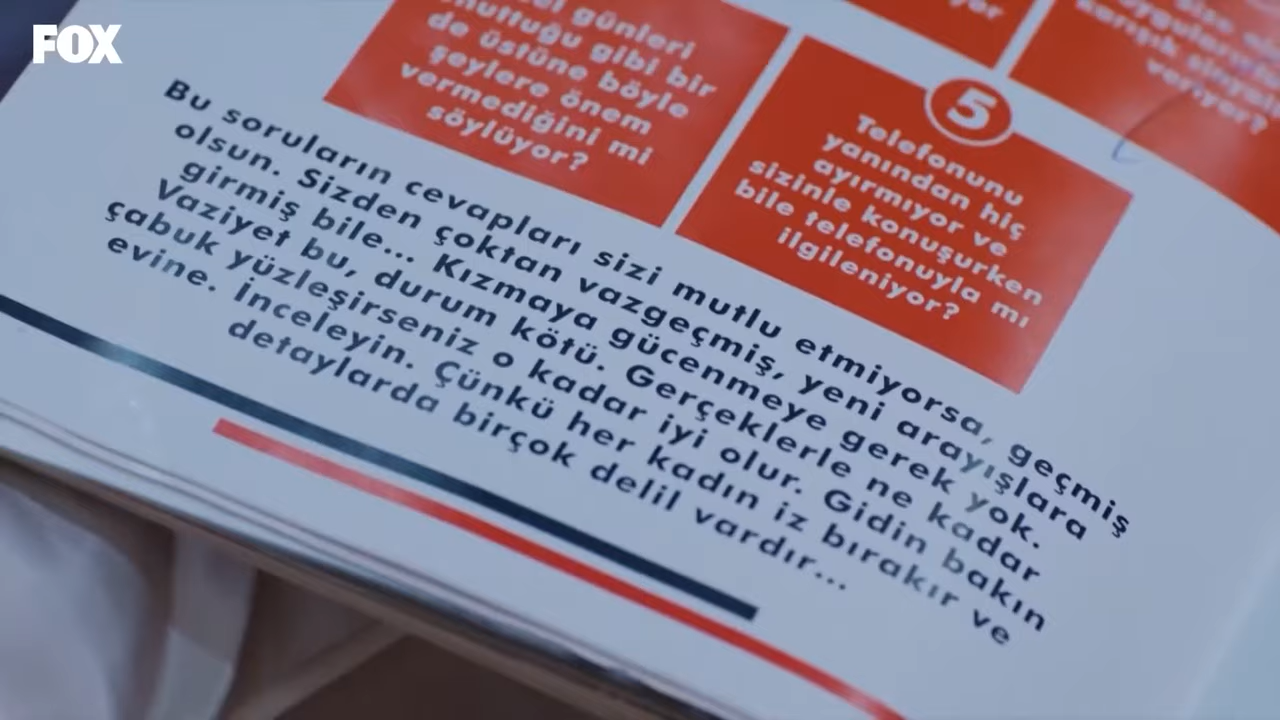 FOX
günleri
unuttuğu gibi bir
de üstüne böyle
şeylere önem
vermediğini mi
söylüyor?
5
Telefonunu
yanından hiç
ayırmıyor ve
sizinle konuşurken
bile telefonuyla mı
ilgileniyor?
karışık sinyaller
veriyor?
Bu soruların cevapları sizi mutlu etmiyorsa, geçmiş
olsun. Sizden çoktan vazgeçmiş, yeni arayışlara
girmiş bile... Kızmaya gücenmeye gerek yok.
Vaziyet bu, durum kötü. Gerçeklerle ne kadar
çabuk yüzleşirseniz o kadar iyi olur. Gidin bakın
evine. İnceleyin. Çünkü her kadın iz bırakır ve
detaylarda birçok delil vardır...